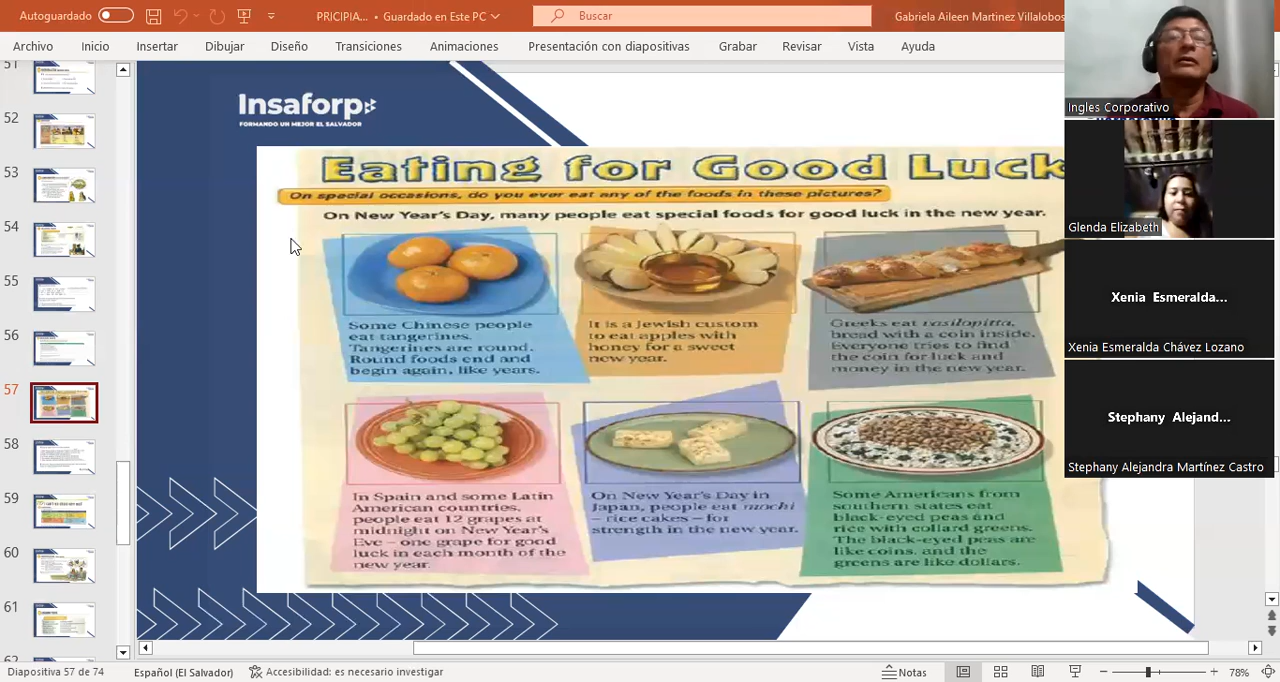 Autoguardado
PRICIPIA... • Guardado en Este PC
Buscar
Gabriela Aileen Martinez Villalobos
Archivo Inicio Insertar Dibujar Diseño Transiciones Animaciones Presentación con diapositivas Grabar Revisar Vista Ayuda
51
52
53
54
55
56
57
58
59
60
61
62
Insaforp
FORMANDO UN MEJOR EL SALVADOR
Eating for Good Luck
On special occasions, do you ever eat any of the foods in these pictures?
On New Year's Day, many people eat special foods for good luck in the new year.
Some Chinese people
eat tangerines.
Tangerines are round.
Round foods end and
begin again, like years.
It is a Jewish custom
to eat apples with
honey for a sweet
new year.
Greeks eat vasilopitta,
bread with a coin inside.
Everyone tries to find
the coin for luck and
money in the new year.
In Spain and some Latin
American countries,
people eat 12 grapes at
midnight on New Year's
Eve – one grape for good
luck in each month of the
new year.
On New Year's Day in
Japan, people eat mochi
– rice cakes – for
strength in the new year.
Some Americans from
southern states eat
black-eyed peas and
rice with collard greens.
The black-eyed peas are
like coins, and the
greens are like dollars.
Ingles Corporativo
Glenda Elizabeth
Xenia Esmeralda...
Xenia Esmeralda Chávez Lozano
Stephany Alejand...
Stephany Alejandra Martínez Castro
Diapositiva 57 de 74
Español (El Salvador)
Accesibilidad: es necesario investigar
Notas
78%